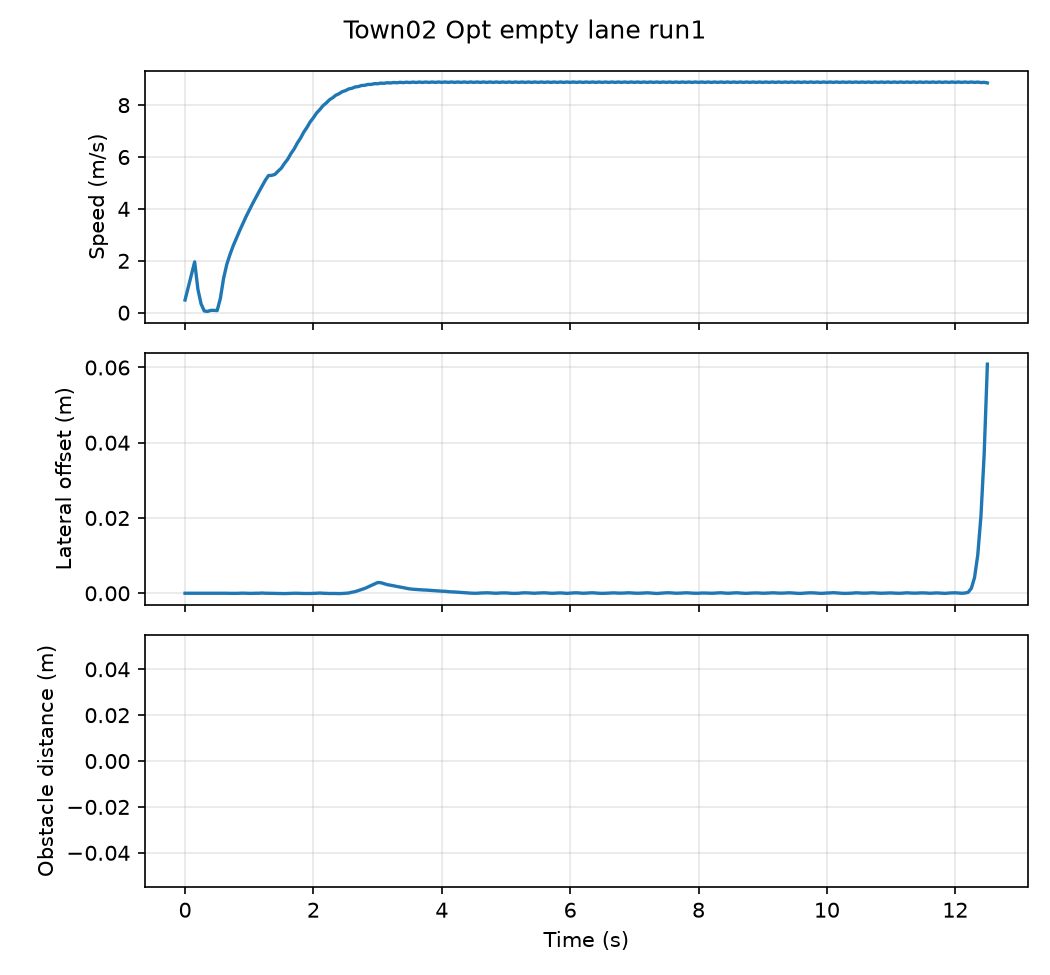 Town02 Opt empty lane run1
Speed (m/s)
8
6
4
2
0
Lateral offset (m)
0.06
0.04
0.02
0.00
Obstacle distance (m)
0.04
0.02
0.00
−0.02
−0.04
0 2 4 6 8 10 12
Time (s)